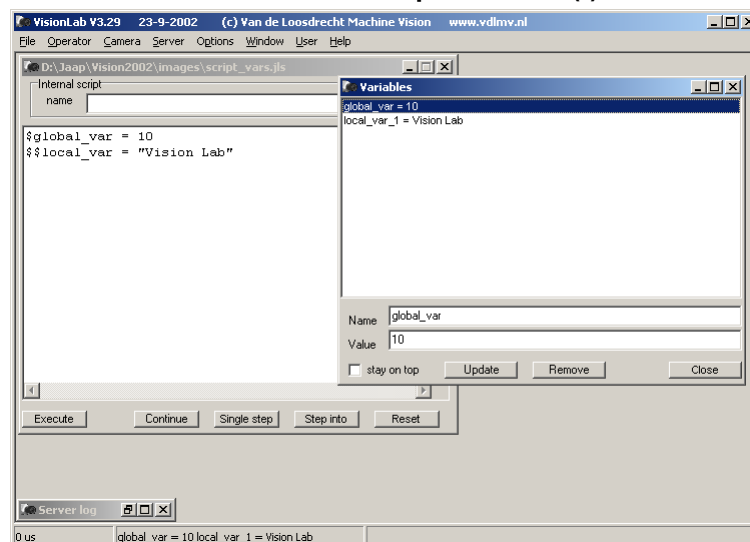 VisionLab V3.29 23-9-2002 (c) Van de Loosdrecht Machine Vision www.vdlmv.nl
File Operator Camera Server Options Window User Help
D:\Jaap\Vision2002\images\script_vars.jls
Internal script
name
$global_var = 10
$$local_var = "Vision Lab"
Variables
global_var = 10
local_var_1 = Vision Lab
Name global_var
Value 10
stay on top Update Remove Close
Execute Continue Single step Step into Reset
Server log
0 us global_var = 10 local_var_1 = Vision Lab